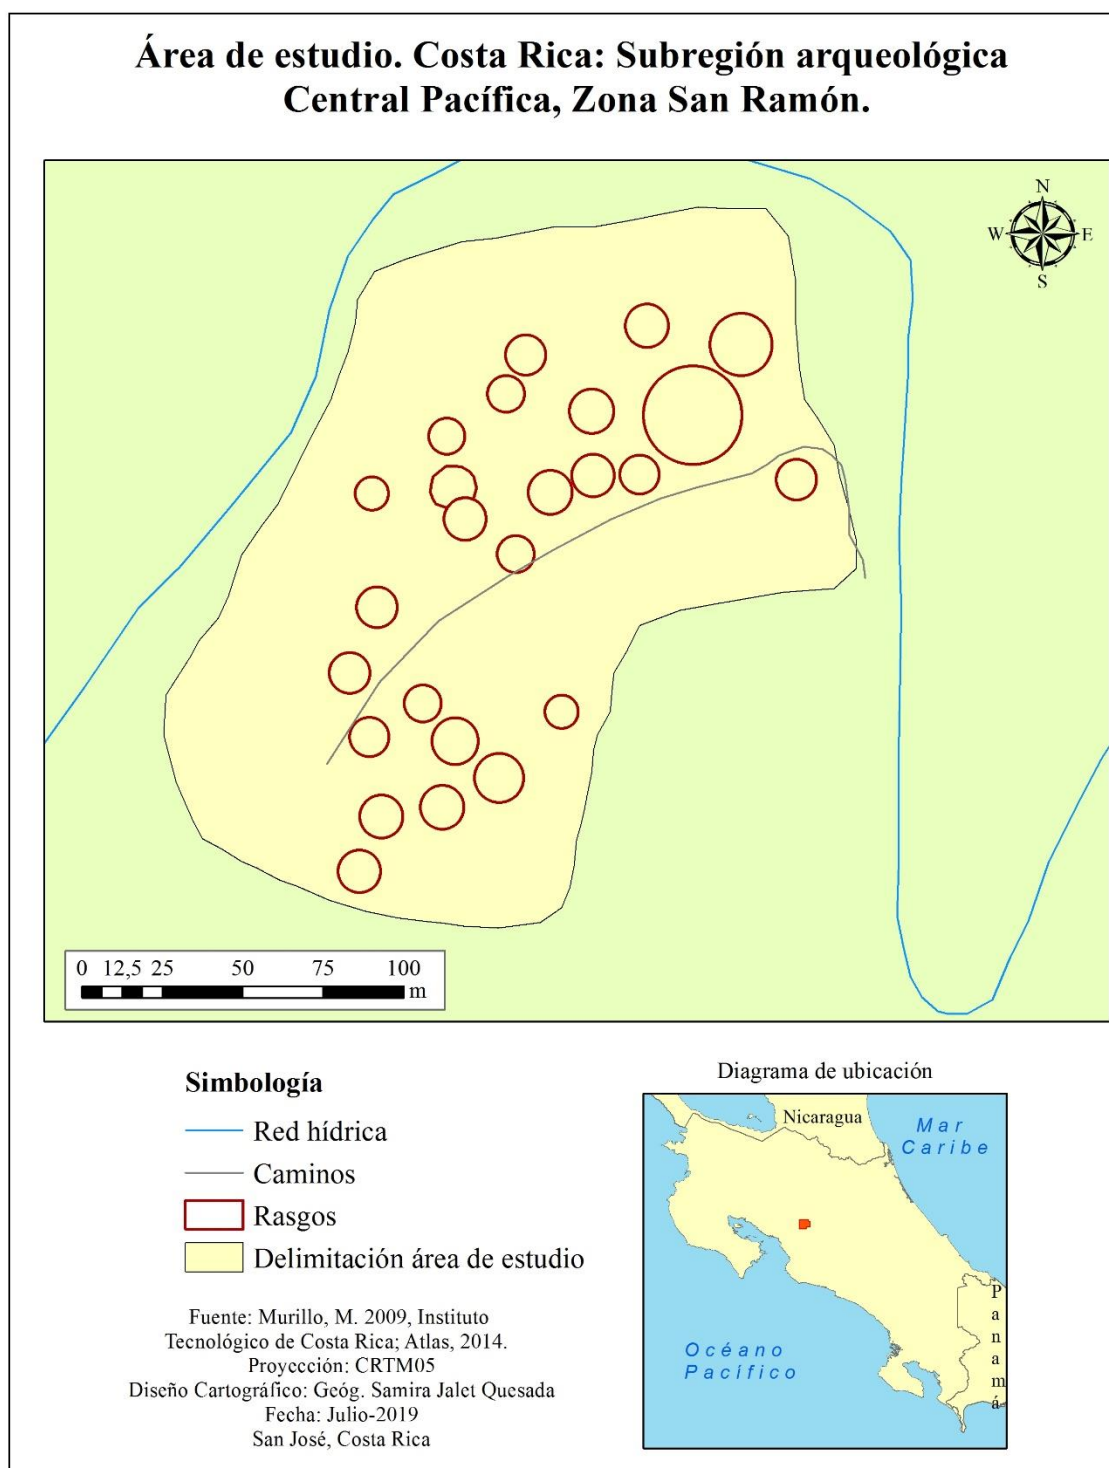 Área de estudio. Costa Rica: Subregión arqueológica
Central Pacífica, Zona San Ramón.
N
W E
S
0 12,5 25 50 75 100
m
Simbología
Red hídrica
Caminos
Rasgos
Delimitación área de estudio
Fuente: Murillo, M. 2009, Instituto
Tecnológico de Costa Rica; Atlas, 2014.
Proyección: CRTM05
Diseño Cartográfico: Geóg. Samira Jalet Quesada
Fecha: Julio-2019
San José, Costa Rica
Diagrama de ubicación
Nicaragua
Mar
Caribe
Océano
Pacífico
Panamá